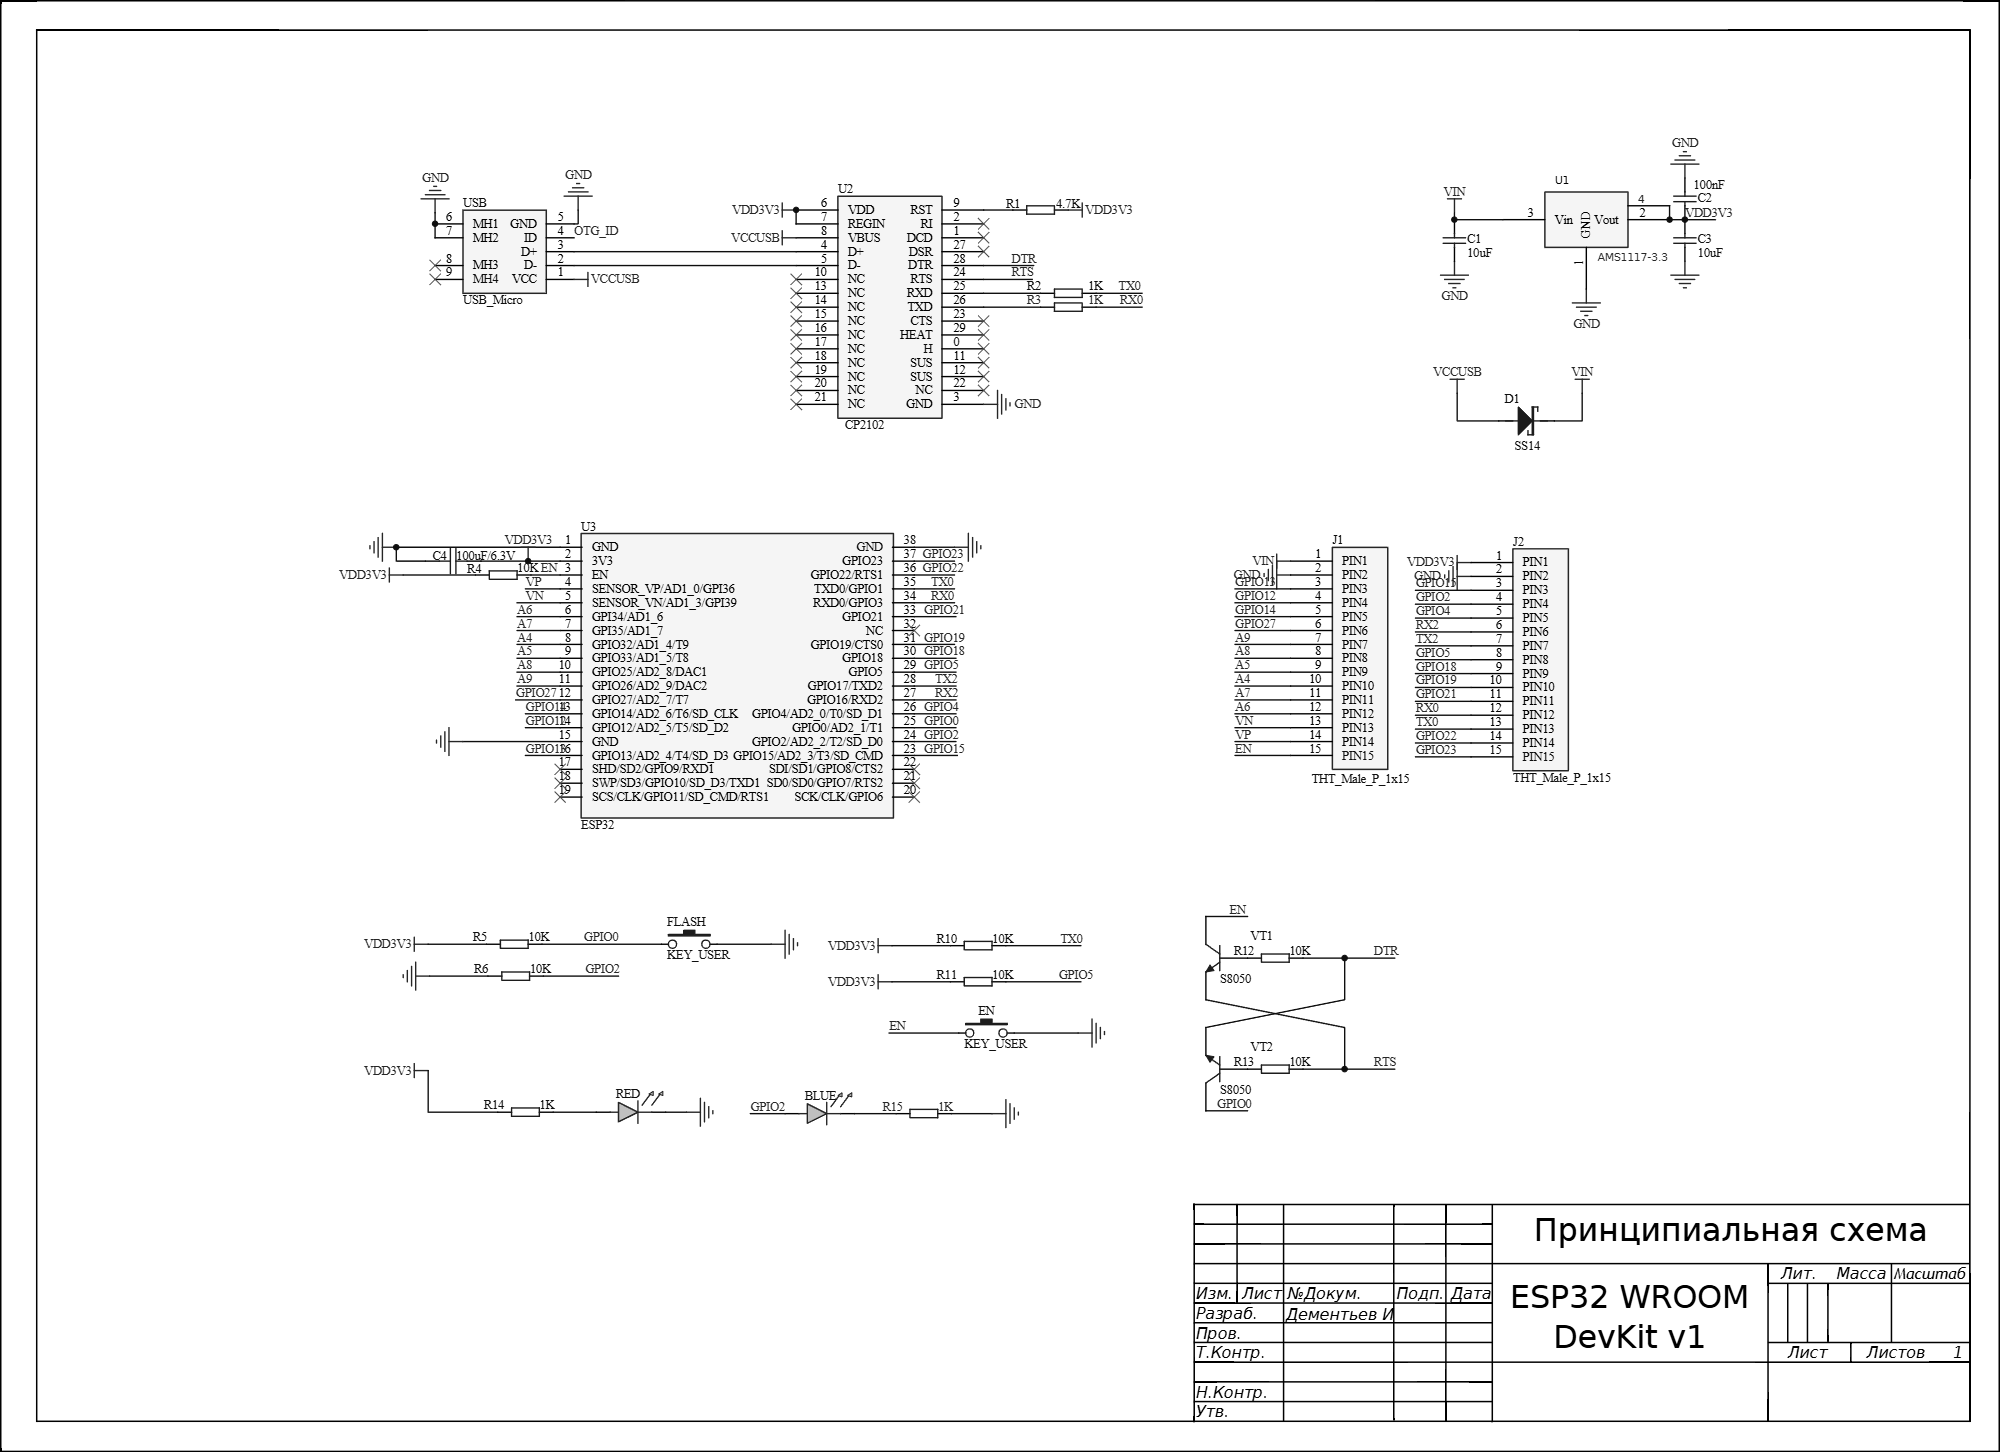 GND
GND
USB
6
7
8
9
MH1
MH2
MH3
MH4
GND
ID
D+
D-
VCC
5
4
3
2
1
OTG_ID
VCCUSB
USB_Micro
U2
VDD3V3
VCCUSB
6 VDD RST 9
7 REGIN RI 2
8 VBUS DCD 1
4 D+ DSR 27
5 D- DTR 28 DTR
10 NC RTS 24 RTS
13 NC RXD 25 R2 1K TX0
14 NC TXD 26 R3 1K RX0
15 NC CTS 23
16 NC HEAT 29
17 NC H 0
18 NC SUS 11
19 NC SUS 12
20 NC NC 22
21 NC GND 3 GND
R1 4.7K VDD3V3
CP2102
GND
U1
100nF
C2
VIN
3 Vin GND Vout 4
2
VDD3V3
C1
10uF
C3
10uF
1
AMS1117-3.3
GND
GND
VCCUSB
VIN
D1
SS14
U3
VDD3V3 1 GND GND 38
C4 100uF/6.3V 2 3V3 GPIO23 37 GPIO23
VDD3V3 R4 10K EN 3 EN GPIO22/RTS1 36 GPIO22
VP 4 SENSOR_VP/AD1_0/GPI36 TXD0/GPIO1 35 TX0
VN 5 SENSOR_VN/AD1_3/GPI39 RXD0/GPIO3 34 RX0
A6 6 GPI34/AD1_6 GPIO21 33 GPIO21
A7 7 GPI35/AD1_7 NC 32
A4 8 GPIO32/AD1_4/T9 GPIO19/CTS0 31 GPIO19
A5 9 GPIO33/AD1_5/T8 GPIO18 30 GPIO18
A8 10 GPIO25/AD2_8/DAC1 GPIO5 29 GPIO5
A9 11 GPIO26/AD2_9/DAC2 GPIO17/TXD2 28 TX2
GPIO27 12 GPIO27/AD2_7/T7 GPIO16/RXD2 27 RX2
GPIO14 13 GPIO14/AD2_6/T6/SD_CLK GPIO4/AD2_0/T0/SD_D1 26 GPIO4
GPIO12 14 GPIO12/AD2_5/T5/SD_D2 GPIO0/AD2_1/T1 25 GPIO0
15 GND GPIO2/AD2_2/T2/SD_D0 24 GPIO2
GPIO13 16 GPIO13/AD2_4/T4/SD_D3 GPIO15/AD2_3/T3/SD_CMD 23 GPIO15
17 SHD/SD2/GPIO9/RXD1 SDI/SD1/GPIO8/CTS2 22
18 SWP/SD3/GPIO10/SD_D3/TXD1 SD0/SD0/GPIO7/RTS2 21
19 SCS/CLK/GPIO11/SD_CMD/RTS1 SCK/CLK/GPIO6 20
ESP32
J1
VIN 1 PIN1
GND 2 PIN2
GPIO13 3 PIN3
GPIO12 4 PIN4
GPIO14 5 PIN5
GPIO27 6 PIN6
A9 7 PIN7
A8 8 PIN8
A5 9 PIN9
A4 10 PIN10
A7 11 PIN11
A6 12 PIN12
VN 13 PIN13
VP 14 PIN14
EN 15 PIN15
THT_Male_P_1x15
J2
VDD3V3 1 PIN1
GND 2 PIN2
GPIO15 3 PIN3
GPIO2 4 PIN4
GPIO4 5 PIN5
RX2 6 PIN6
TX2 7 PIN7
GPIO5 8 PIN8
GPIO18 9 PIN9
GPIO19 10 PIN10
GPIO21 11 PIN11
RX0 12 PIN12
TX0 13 PIN13
GPIO22 14 PIN14
GPIO23 15 PIN15
THT_Male_P_1x15
FLASH
VDD3V3 R5 10K GPIO0
KEY_USER
R6 10K GPIO2
VDD3V3 R10 10K TX0
VDD3V3 R11 10K GPIO5
EN
EN
KEY_USER
VDD3V3
R14 1K RED
GPIO2 BLUE R15 1K
EN
VT1
R12 10K DTR
S8050
VT2
R13 10K RTS
S8050
GPIO0
Принципиальная схема
ESP32 WROOM
DevKit v1
Лит. Масса Масштаб
Лист Листов 1
Изм. Лист №Докум. Подп. Дата
Разраб. Дементьев И
Пров.
Т.Контр.
Н.Контр.
Утв.